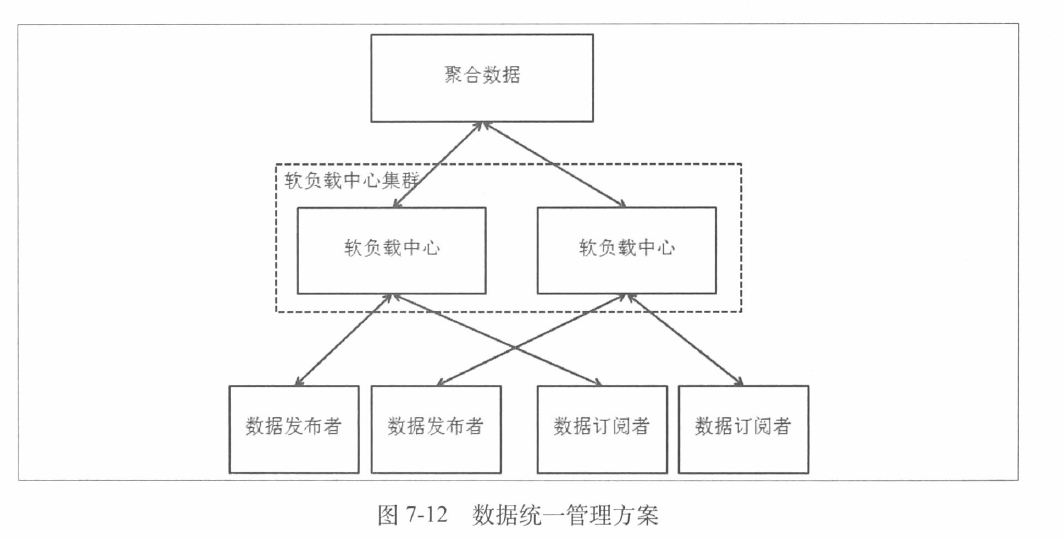 聚合数据
软负载中心集群
软负载中心
软负载中心
数据发布者
数据发布者
数据订阅者
数据订阅者
图 7-12 数据统一管理方案